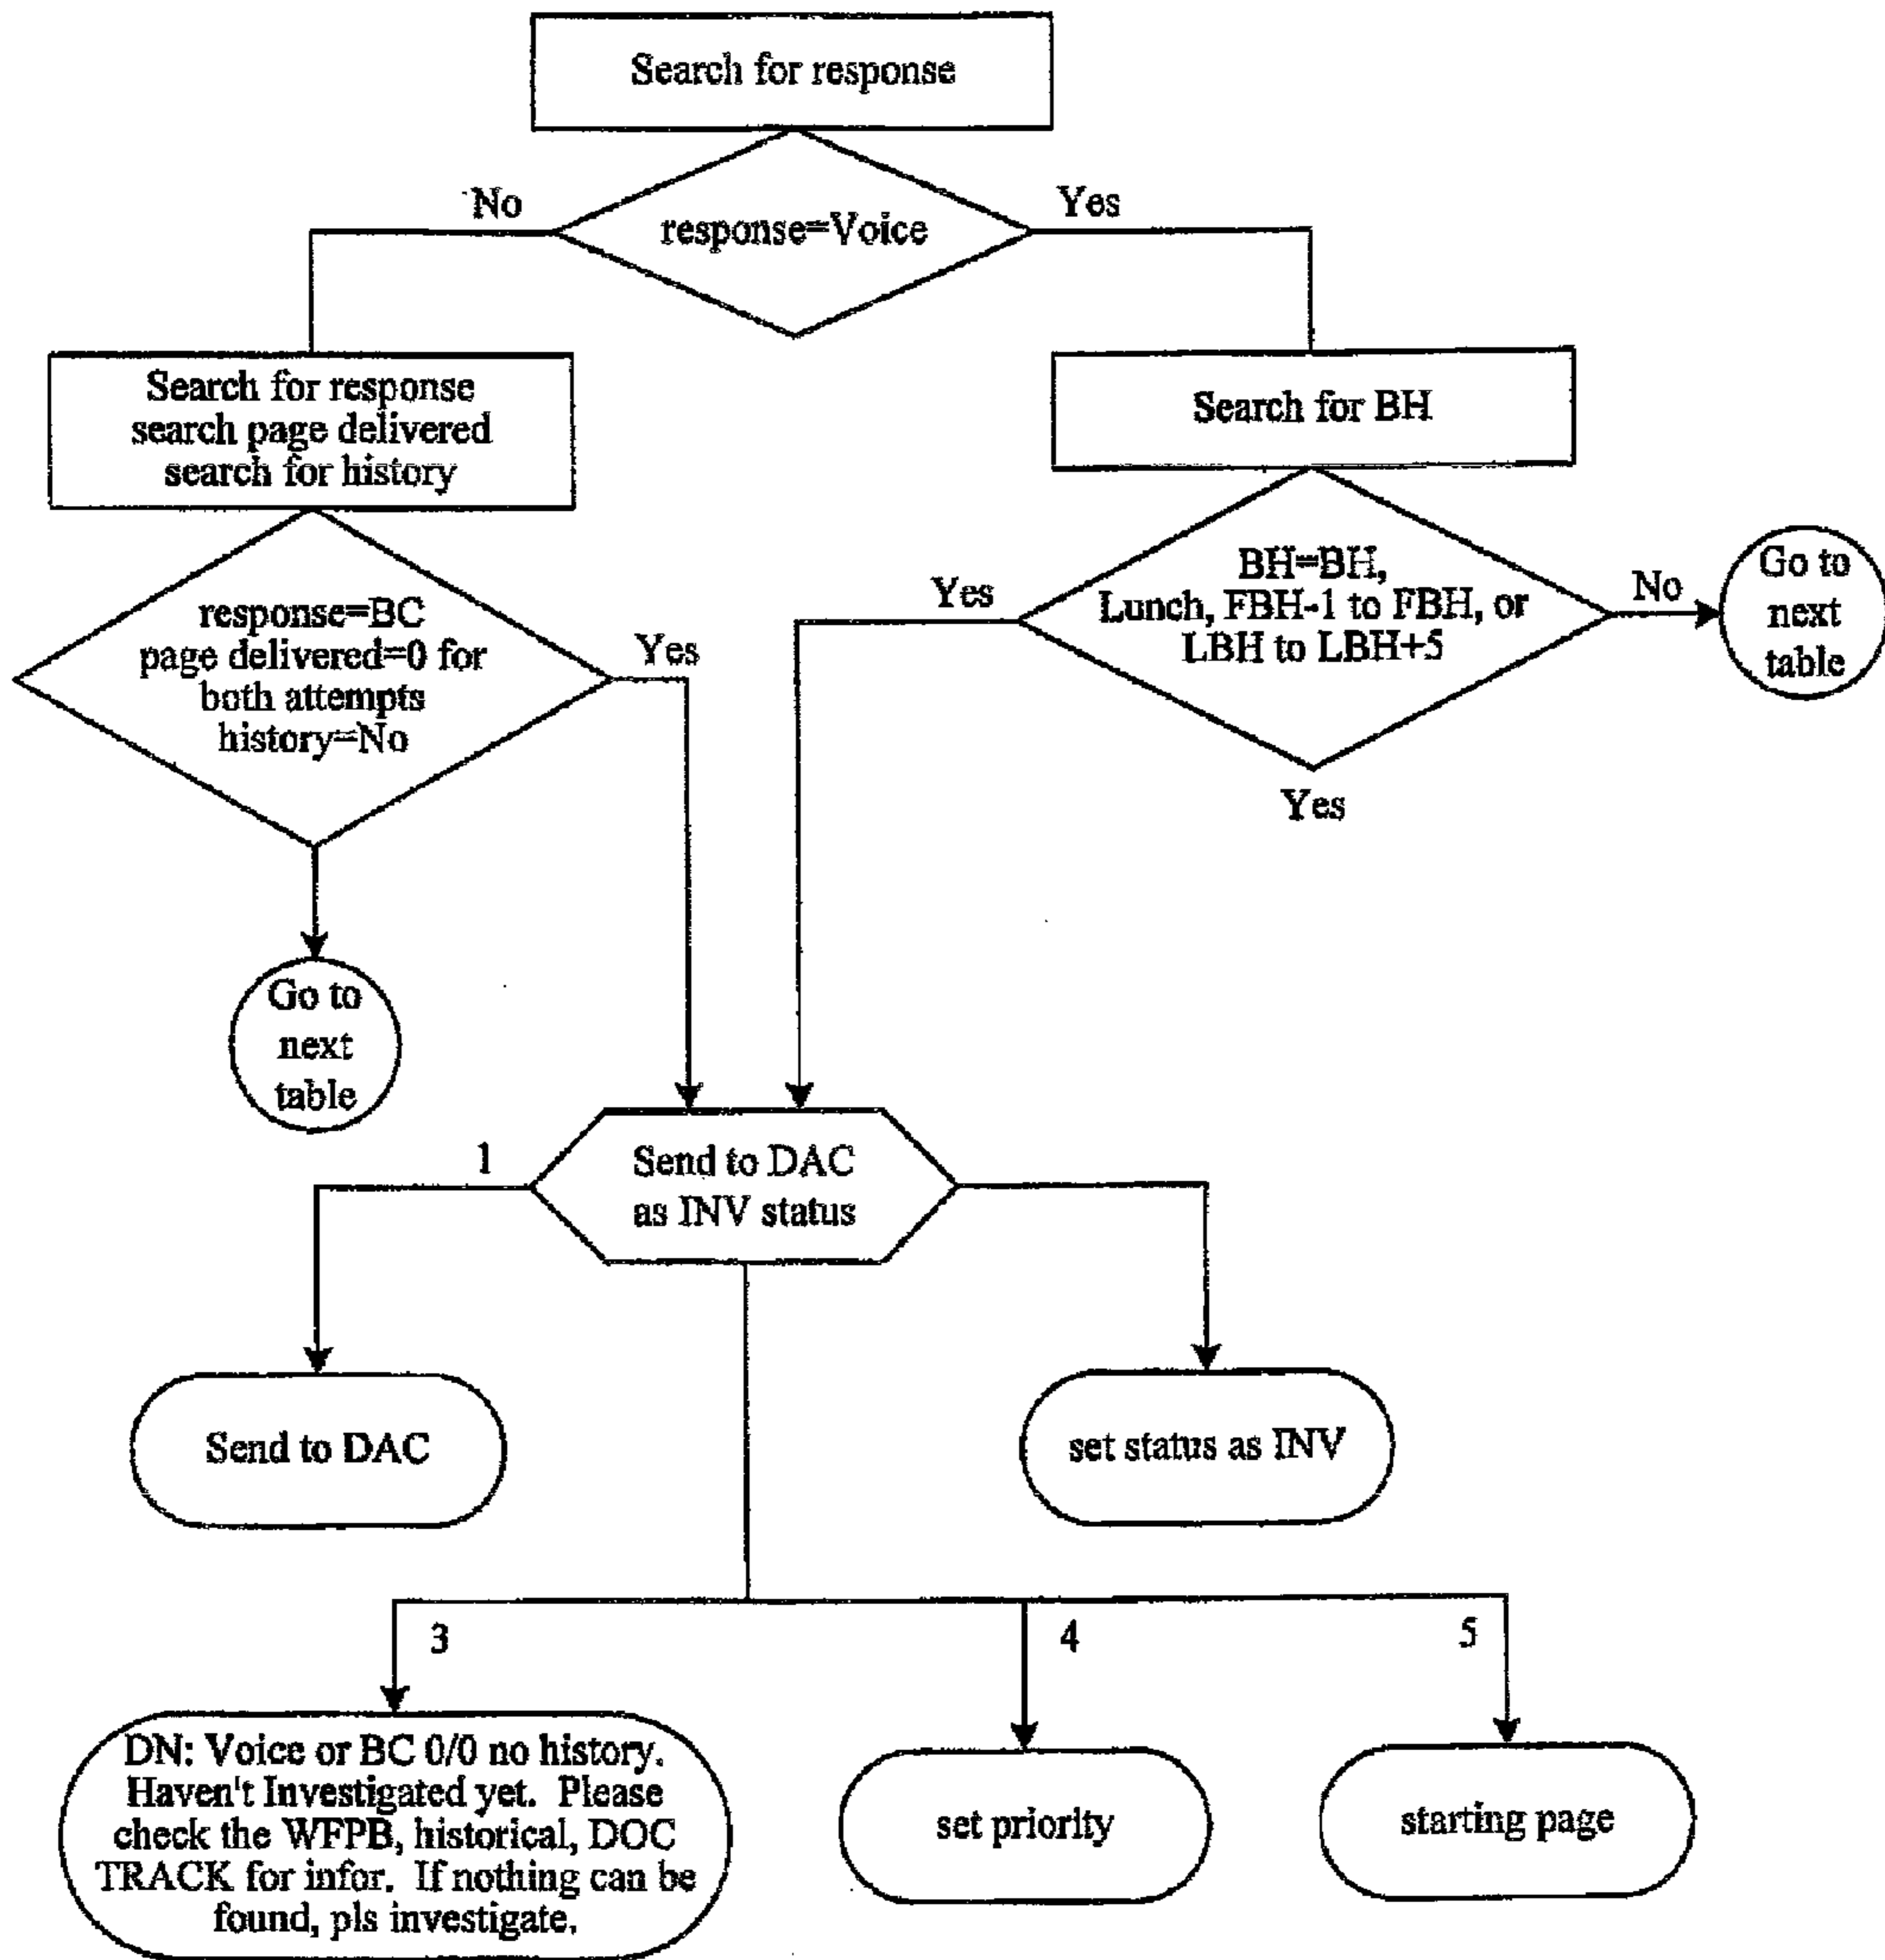 Search for response
No
response=Voice
Yes
Search for response
search page delivered
search for history
Search for BH
response=BC
page delivered=0 for
both attempts
history=No
Yes
Yes
BH=BH,
Lunch, FBH-1 to FBH, or
LBH to LBH+5
No
Go to
next
table
Yes
Go to
next
table
1
Send to DAC
as INV status
Send to DAC
set status as INV
3
4
5
DN: Voice or BC 0/0 no history.
Haven't Investigated yet. Please
check the WFPB, historical, DOC
TRACK for infor. If nothing can be
found, pls investigate.
set priority
starting page